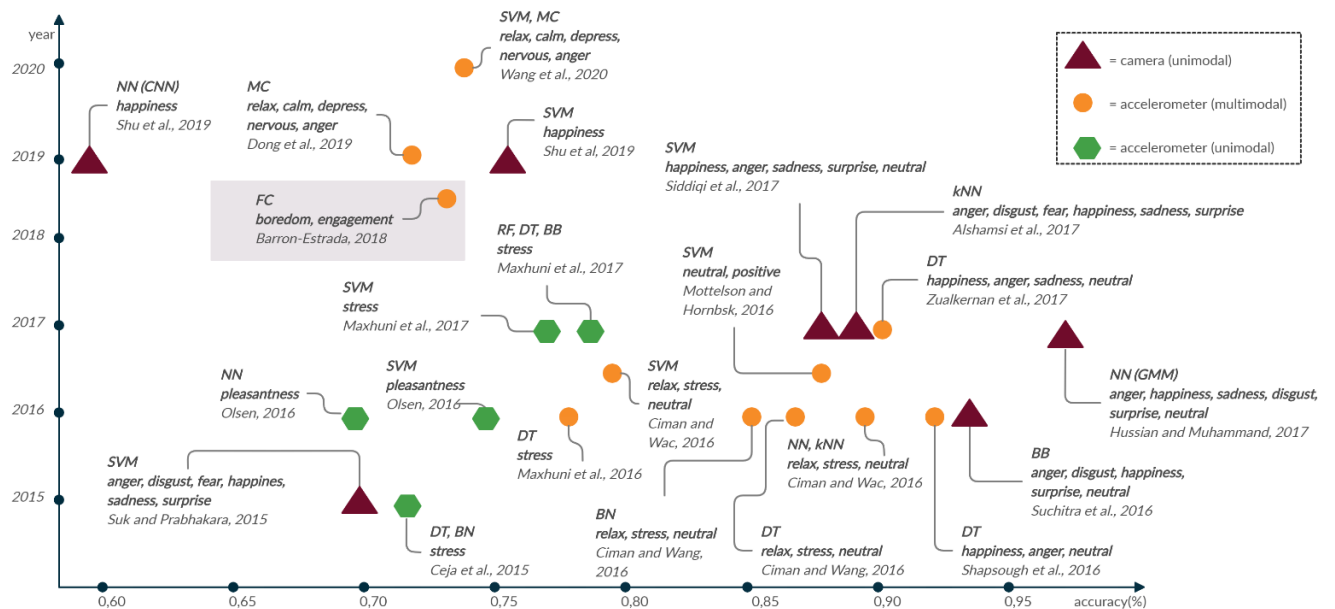 year
2020
2019
2018
2017
2016
2015
NN (CNN)
happiness
Shu et al., 2019
MC
relax, calm, depress,
nervous, anger
Dong et al., 2019
SVM, MC
relax, calm, depress,
nervous, anger
Wang et al., 2020
SVM
happiness
Shu et al, 2019
= camera (unimodal)
= accelerometer (multimodal)
= accelerometer (unimodal)
FC
boredom, engagement
Barron-Estrada, 2018
SVM
happiness, anger, sadness, surprise, neutral
Siddiqi et al., 2017
kNN
anger, disgust, fear, happiness, sadness, surprise
Alshamsi et al., 2017
RF, DT, BB
stress
Maxhuni et al., 2017
SVM
neutral, positive
Mottelson and
Hornbsk, 2016
DT
happiness, anger, sadness, neutral
Zualkernan et al., 2017
SVM
stress
Maxhuni et al., 2017
NN
pleasantness
Olsen, 2016
SVM
pleasantness
Olsen, 2016
SVM
relax, stress,
neutral
Ciman and
Wac, 2016
NN (GMM)
anger, happiness, sadness, disgust,
surprise, neutral
Hussian and Muhammand, 2017
DT
stress
Maxhuni et al., 2016
NN, kNN
relax, stress, neutral
Ciman and Wac, 2016
BB
anger, disgust, happiness,
surprise, neutral
Suchitra et al., 2016
SVM
anger, disgust, fear, happines,
sadness, surprise
Suk and Prabhakara, 2015
DT, BN
stress
Ceja et al., 2015
BN
relax, stress, neutral
Ciman and Wang,
2016
DT
relax, stress, neutral
Ciman and Wang, 2016
DT
happiness, anger, neutral
Shapsough et al., 2016
0,60
0,65
0,70
0,75
0,80
0,85
0,90
0,95
accuracy(%)